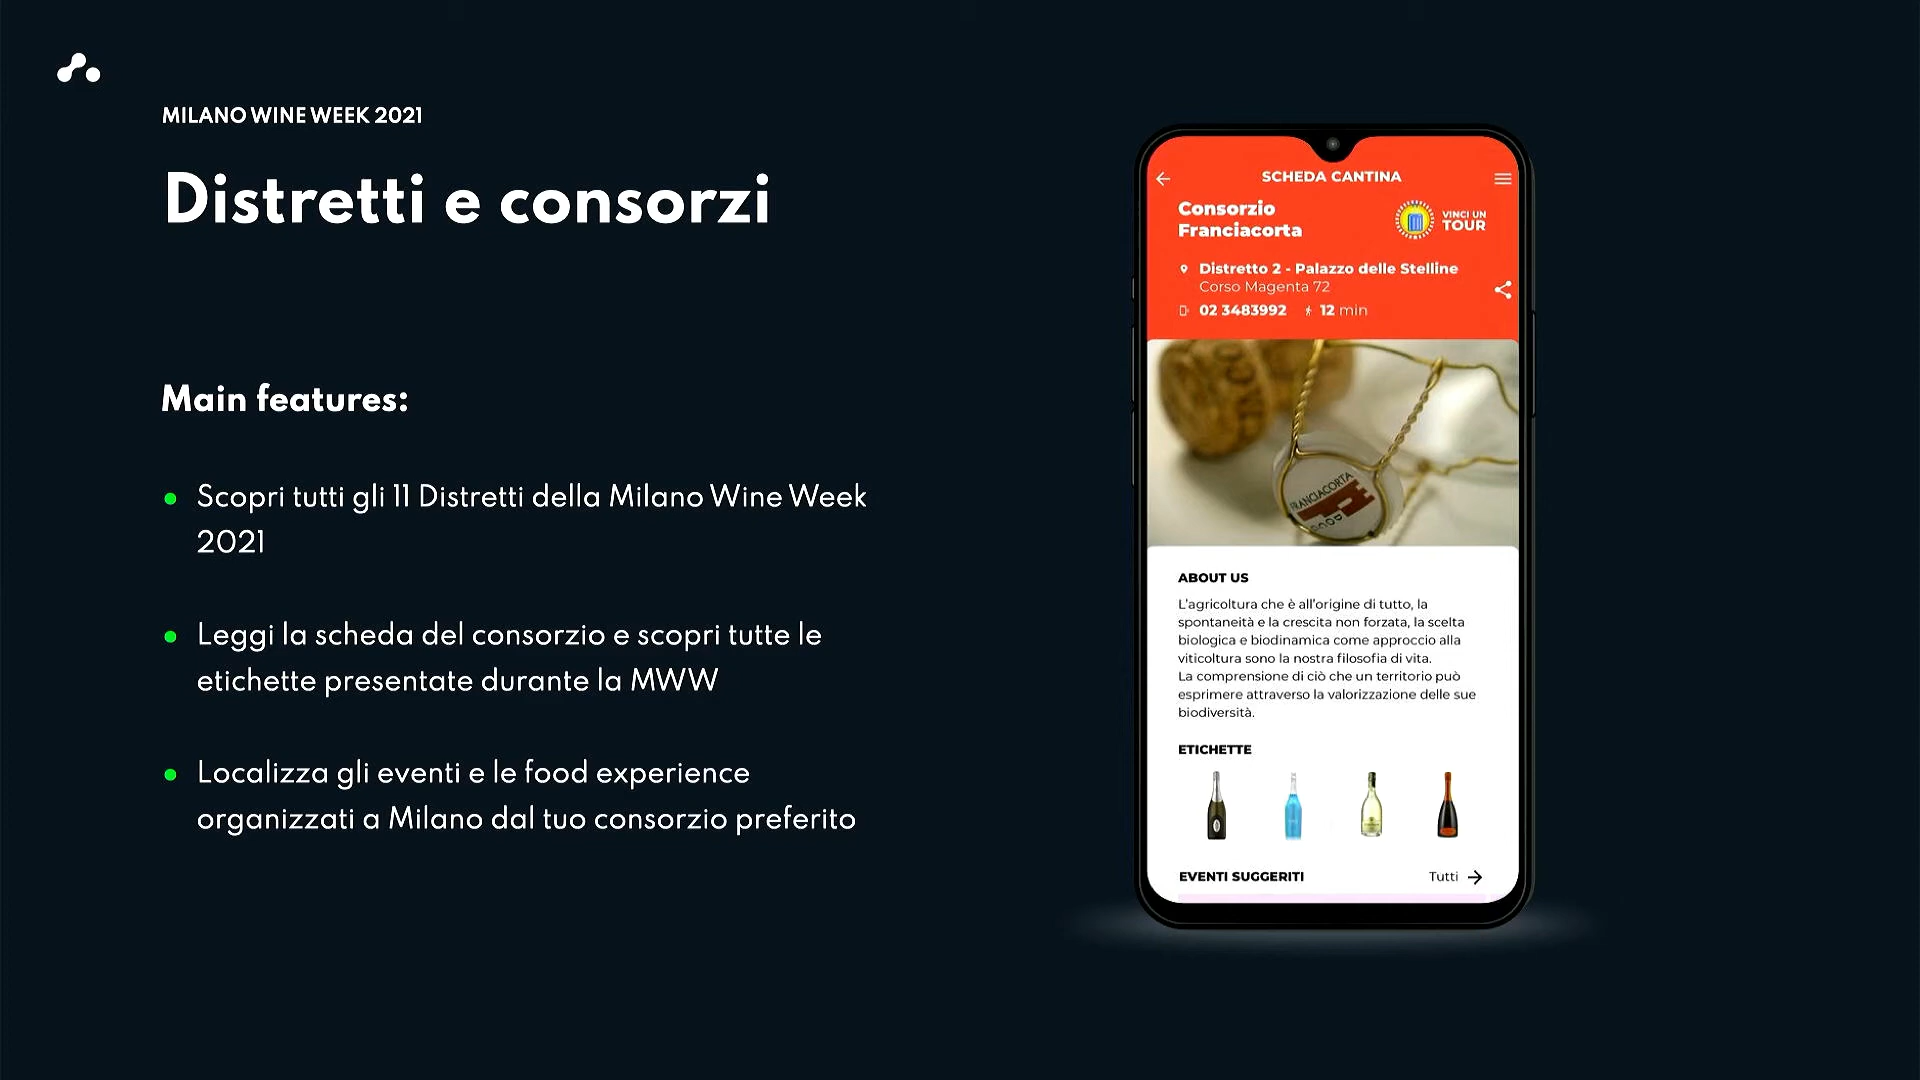 MILANO WINE WEEK 2021
Distretti e consorzi
Main features:
Scopri tutti gli 11 Distretti della Milano Wine Week
2021
Leggi la scheda del consorzio e scopri tutte le
etichette presentate durante la MWW
Localizza gli eventi e le food experience
organizzati a Milano dal tuo consorzio preferito
SCHEDA CANTINA
Consorzio
Franciacorta
VINCI UN
TOUR
Distretto 2 - Palazzo delle Stelline
Corso Magenta 72
02 3483992 12 min
FRANCIACORTA
ABOUT US
L'agricoltura che è all'origine di tutto, la
spontaneità e la crescita non forzata, la scelta
biologica e biodinamica come approccio alla
viticoltura sono la nostra filosofia di vita.
La comprensione di ciò che un territorio può
esprimere attraverso la valorizzazione delle sue
biodiversità.
ETICHETTE
EVENTI SUGGERITI Tutti